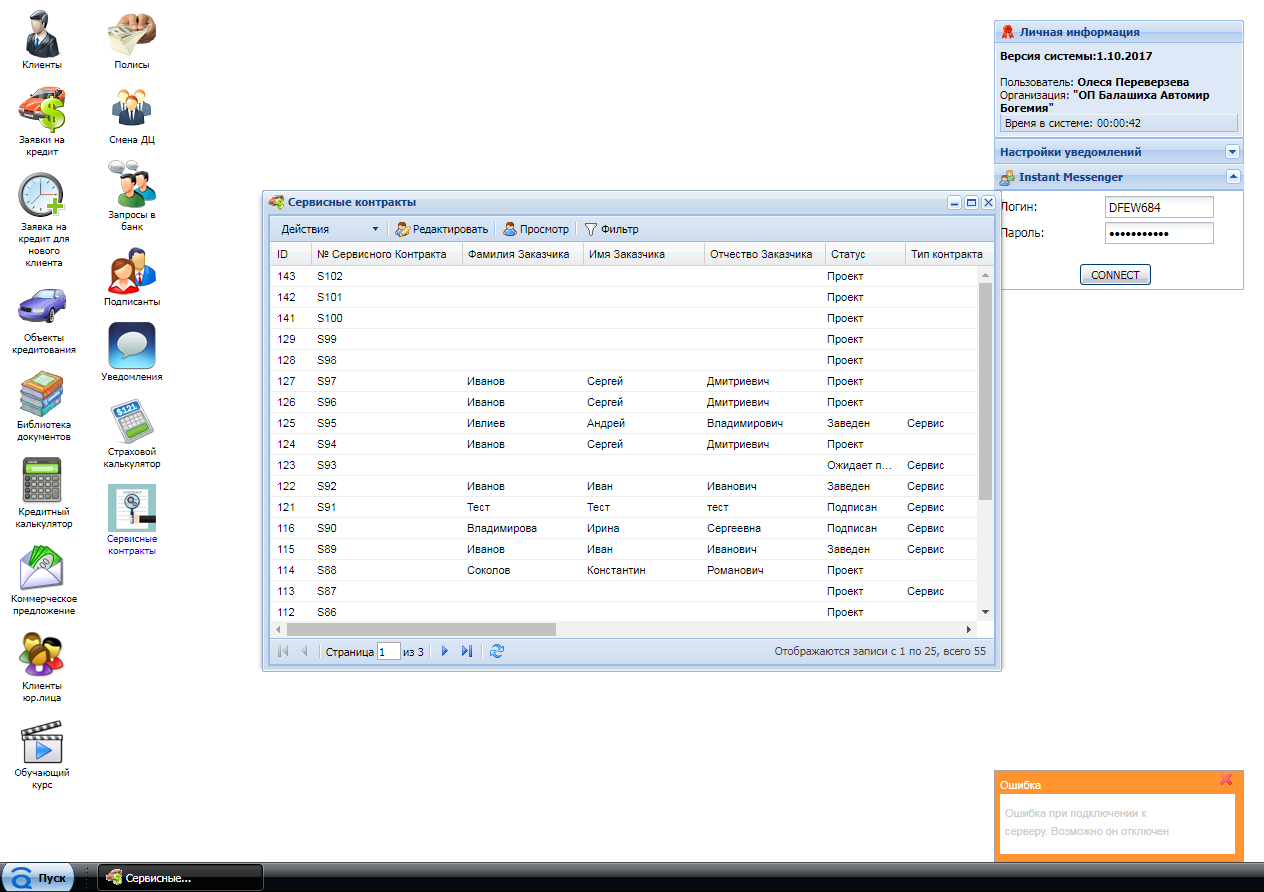 Клиенты
Полисы
Заявки на
кредит
Смена ДЦ
Заявка на
кредит для
нового
клиента
Запросы в
банк
Подписанты
Объекты
кредитования
Уведомления
Библиотека
документов
$121
Страховой
калькулятор
Кредитный
калькулятор
Сервисные
контракты
Коммерческое
предложение
Клиенты
юр.лица
Обучающий
курс
Личная информация
Версия системы:1.10.2017
Пользователь: Олеся Переверзева
Организация: "ОП Балашиха Автомир
Богемия"
Время в системе: 00:00:42
Настройки уведомлений
Instant Messenger
Логин: DFEW684
Пароль: •••••••••••
CONNECT
Сервисные контракты
Действия Редактировать Просмотр Фильтр
ID № Сервисного Контракта Фамилия Заказчика Имя Заказчика Отчество Заказчика Статус Тип контракта
143 S102 Проект
142 S101 Проект
141 S100 Проект
129 S99 Проект
128 S98 Проект
127 S97 Иванов Сергей Дмитриевич Проект
126 S96 Иванов Сергей Дмитриевич Проект
125 S95 Ивлиев Андрей Владимирович Заведен Сервис
124 S94 Иванов Сергей Дмитриевич Проект
123 S93 Ожидает п... Сервис
122 S92 Иванов Иван Иванович Заведен Сервис
121 S91 Тест Тест тест Подписан Сервис
116 S90 Владимирова Ирина Сергеевна Подписан Сервис
115 S89 Иванов Иван Иванович Заведен Сервис
114 S88 Соколов Константин Романович Проект
113 S87 Проект Сервис
112 S86 Проект
Страница 1 из 3 Отображаются записи с 1 по 25, всего 55
Ошибка
Ошибка при подключении к
серверу. Возможно он отключен
Пуск Сервисные...